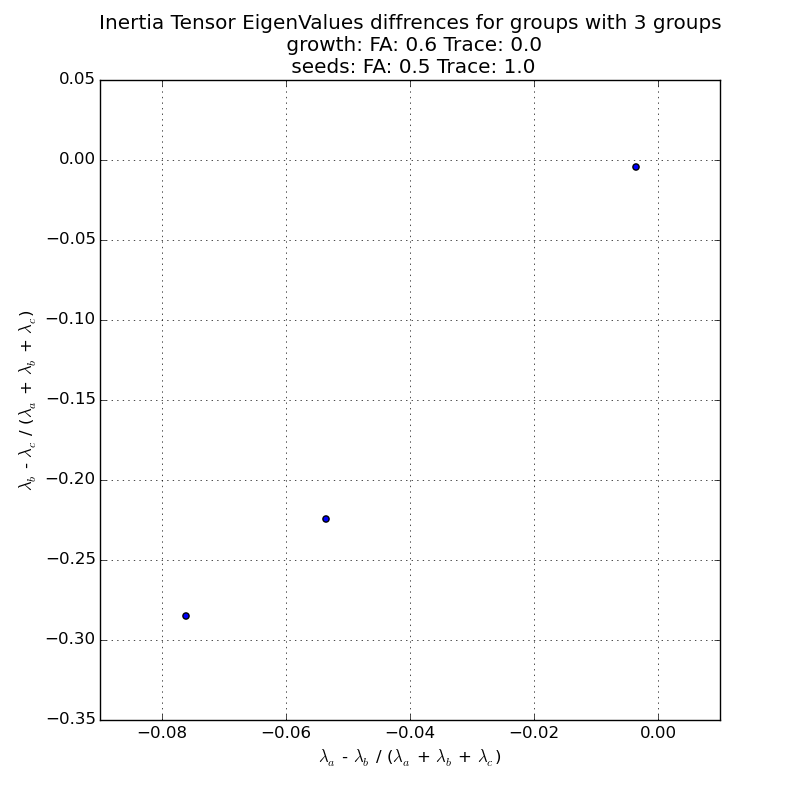 Inertia Tensor EigenValues diffrences for groups with 3 groups
growth: FA: 0.6 Trace: 0.0
seeds: FA: 0.5 Trace: 1.0
0.05
0.00
−0.05
−0.10
−0.15
−0.20
−0.25
−0.30
−0.35
λb - λc / (λa + λb + λc)
−0.08 −0.06 −0.04 −0.02 0.00
λa - λb / (λa + λb + λc)